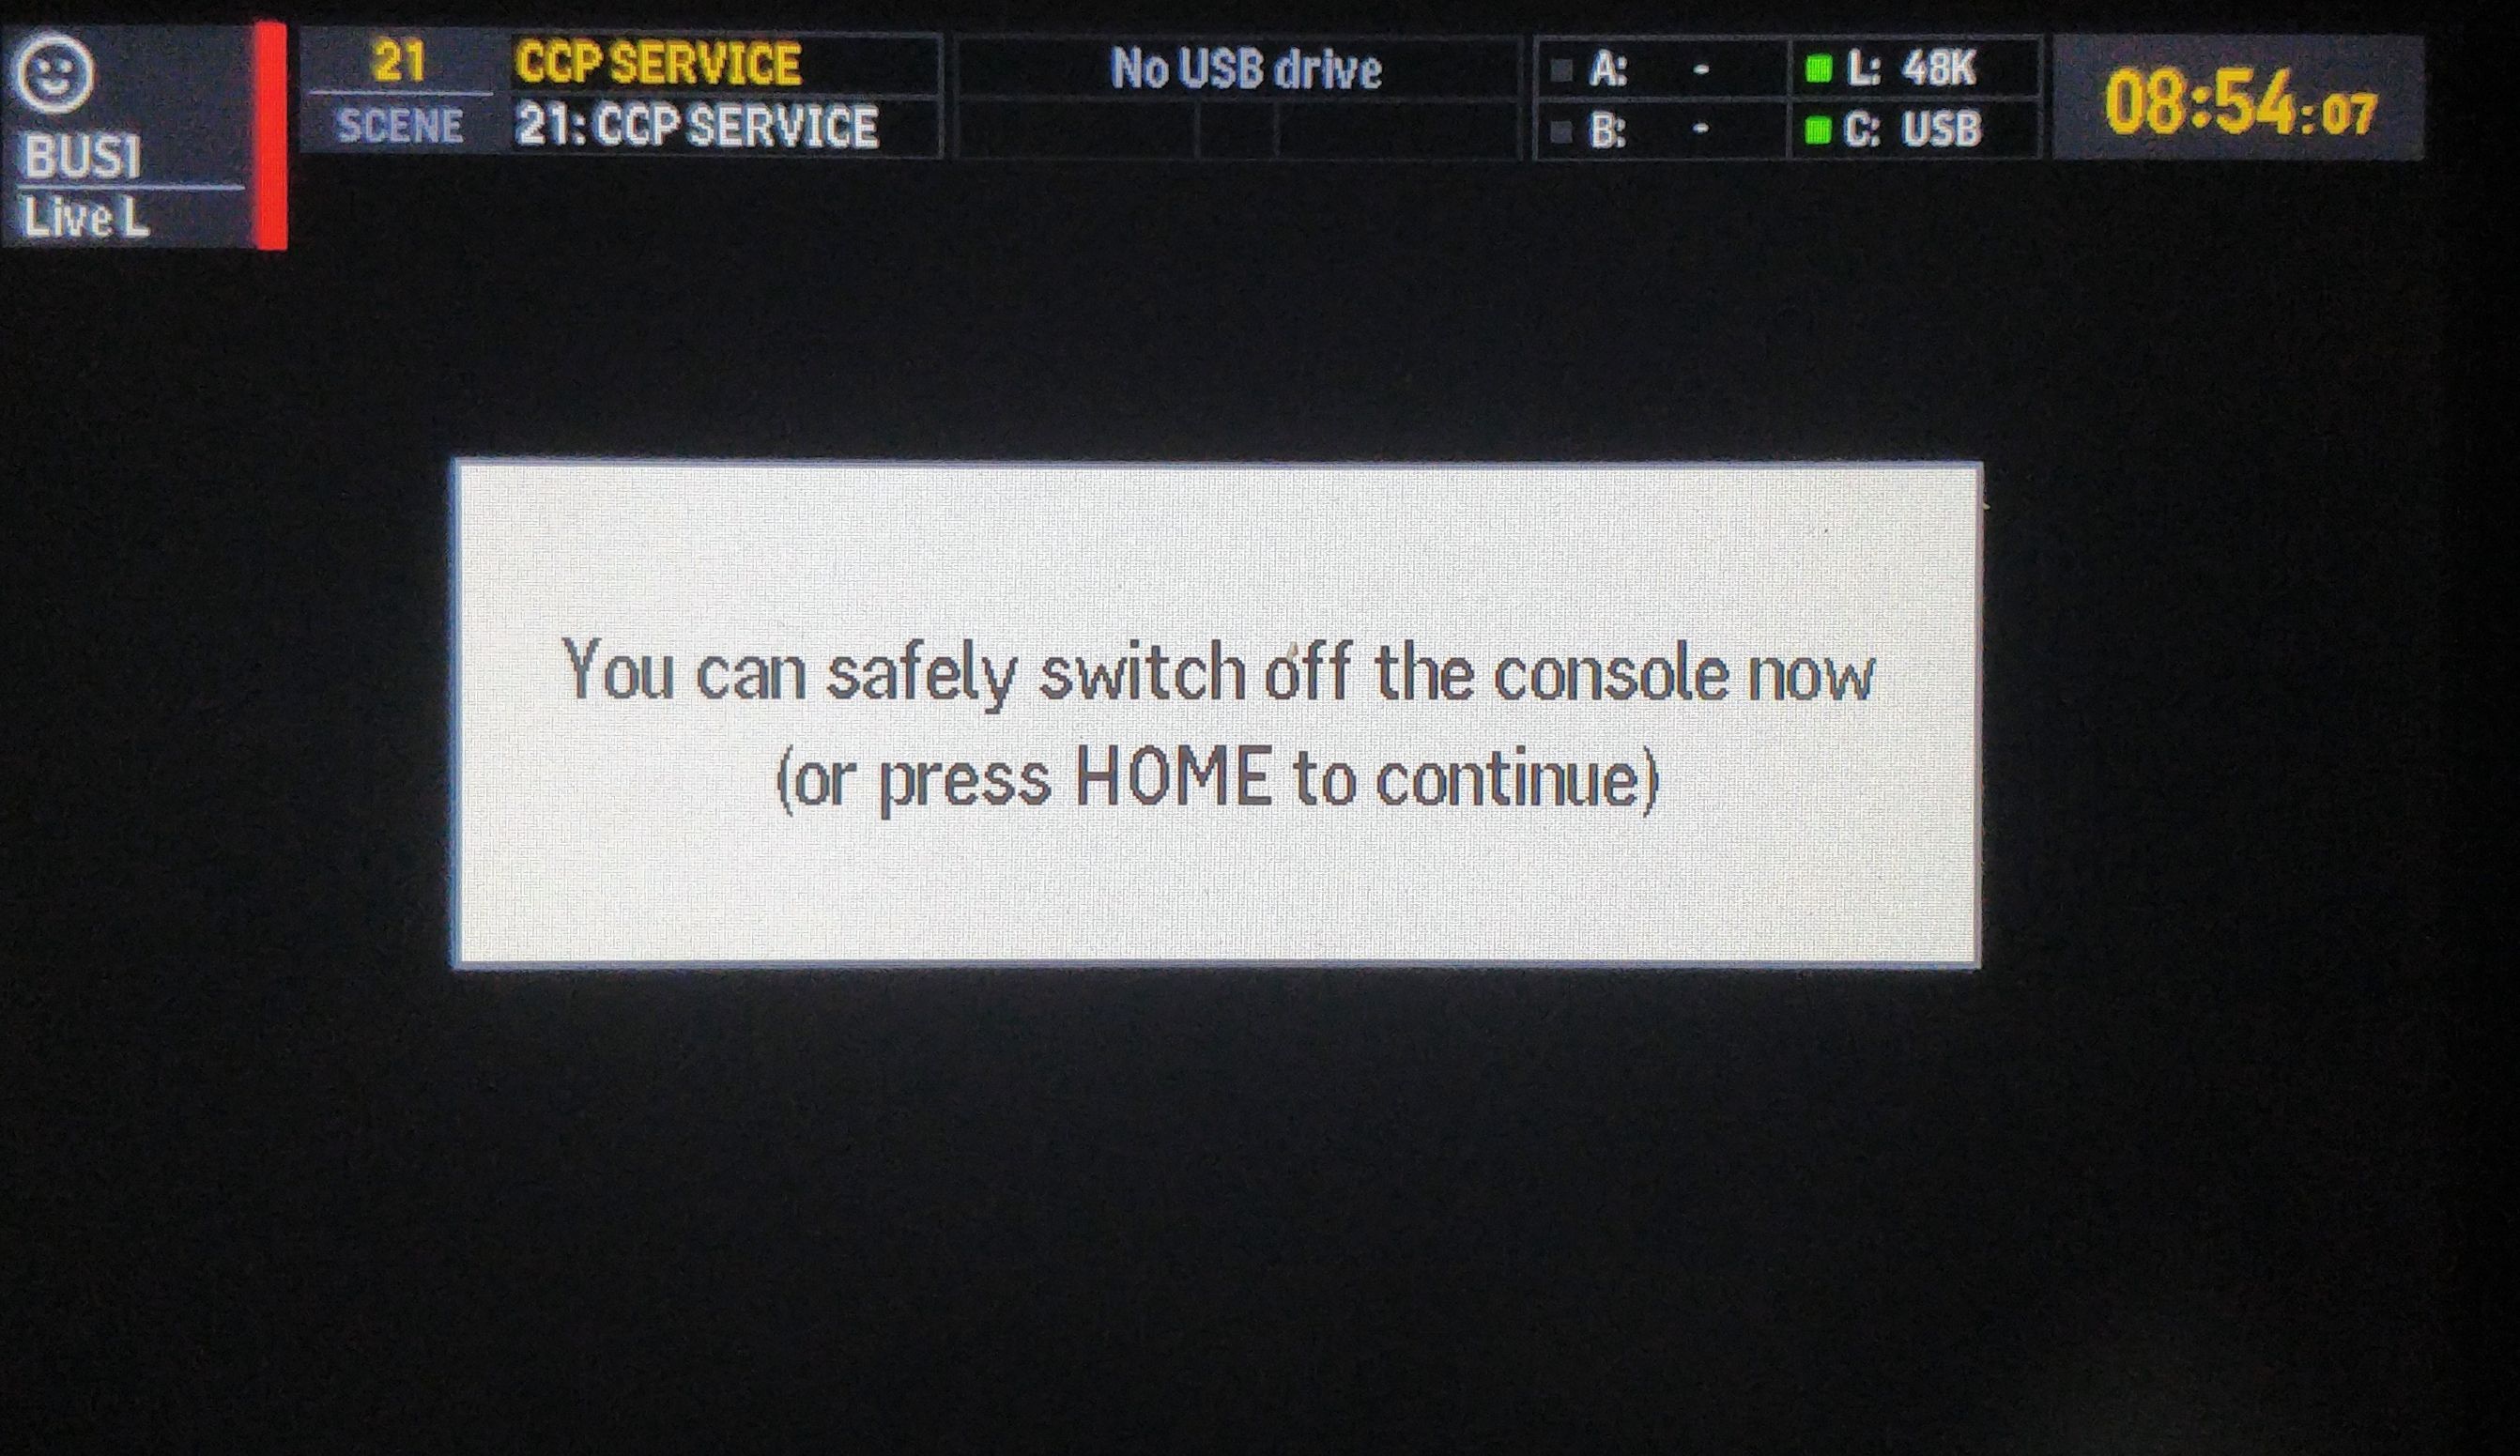 21 CCP SERVICE No USB drive A: - L: 48K 08:54:07
SCENE 21: CCP SERVICE B: - C: USB
BUS1
Live L
You can safely switch off the console now
(or press HOME to continue)